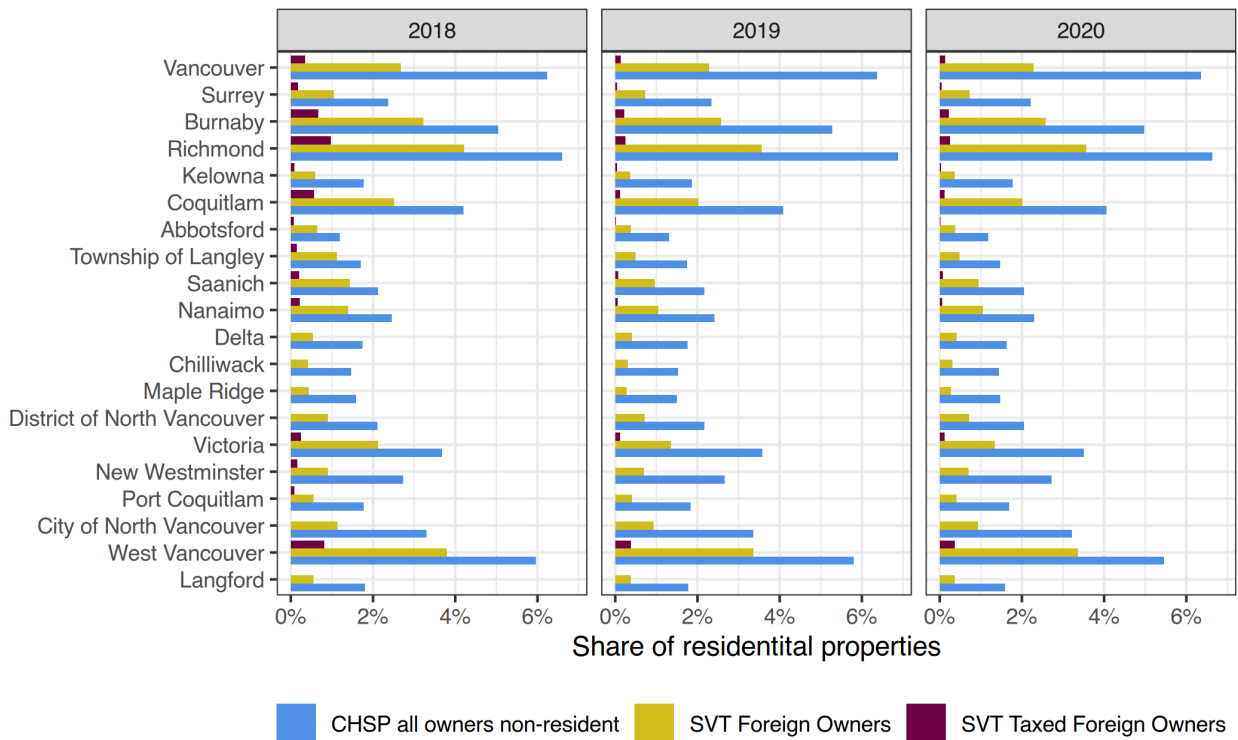 2018 2019 2020
Vancouver
Surrey
Burnaby
Richmond
Kelowna
Coquitlam
Abbotsford
Township of Langley
Saanich
Nanaimo
Delta
Chilliwack
Maple Ridge
District of North Vancouver
Victoria
New Westminster
Port Coquitlam
City of North Vancouver
West Vancouver
Langford
0% 2% 4% 6% 0% 2% 4% 6% 0% 2% 4% 6%
Share of residentital properties
CHSP all owners non-resident SVT Foreign Owners SVT Taxed Foreign Owners